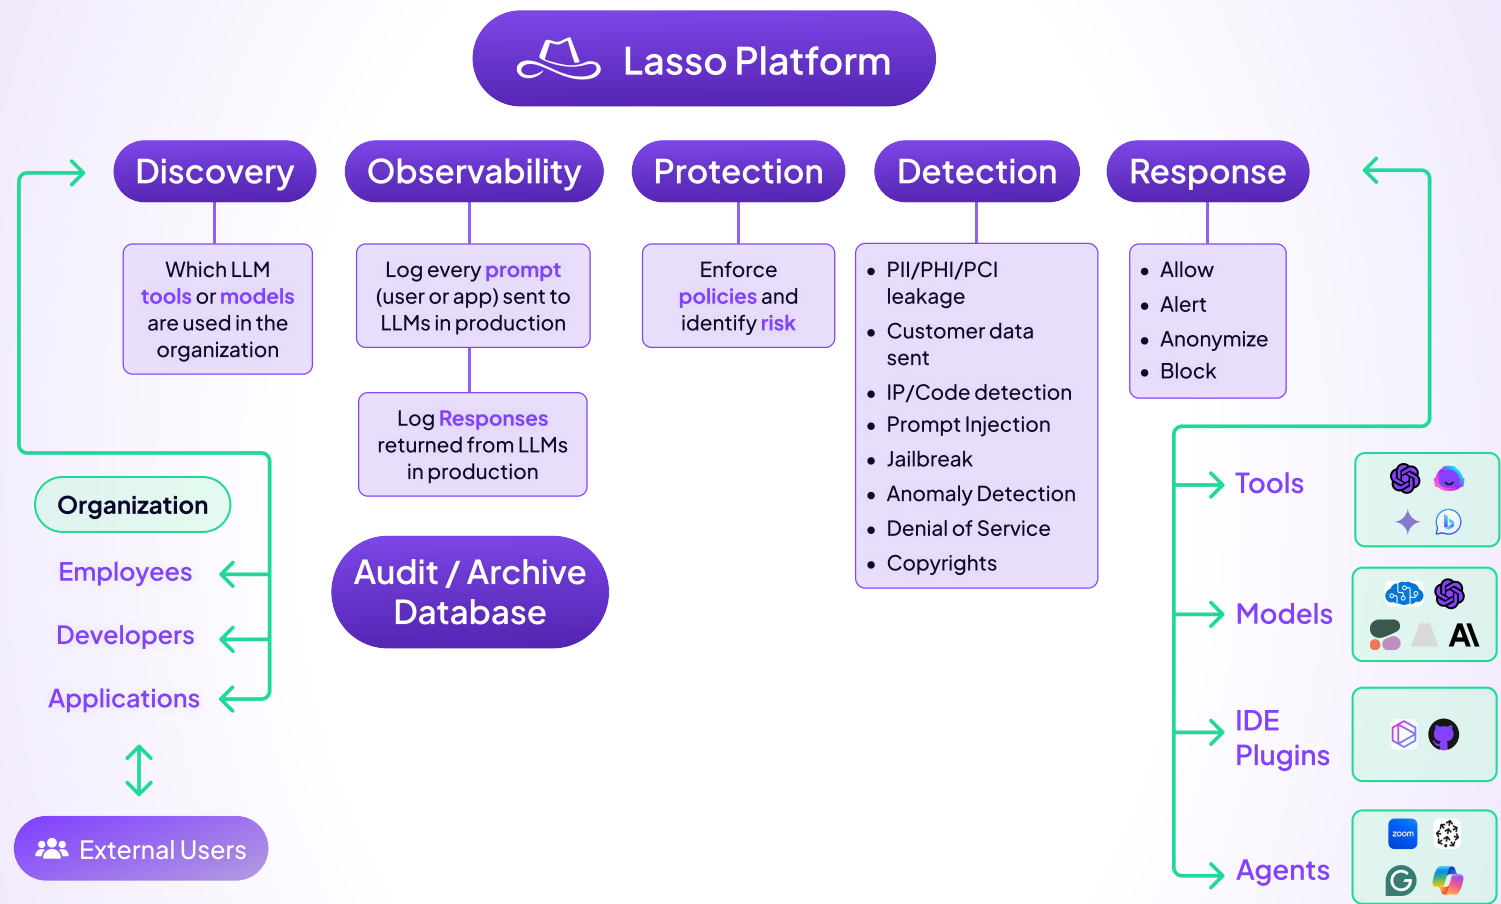 Lasso Platform
Discovery
Observability
Protection
Detection
Response
Which LLM
tools or models
are used in the
organization
Log every prompt
(user or app) sent to
LLMs in production
Log Responses
returned from LLMs
in production
Audit / Archive
Database
Enforce
policies and
identify risk
• PII/PHI/PCI
leakage
• Customer data
sent
• IP/Code detection
• Prompt Injection
• Jailbreak
• Anomaly Detection
• Denial of Service
• Copyrights
• Allow
• Alert
• Anonymize
• Block
Organization
Employees
Developers
Applications
External Users
Tools
Models
IDE
Plugins
Agents
zoom